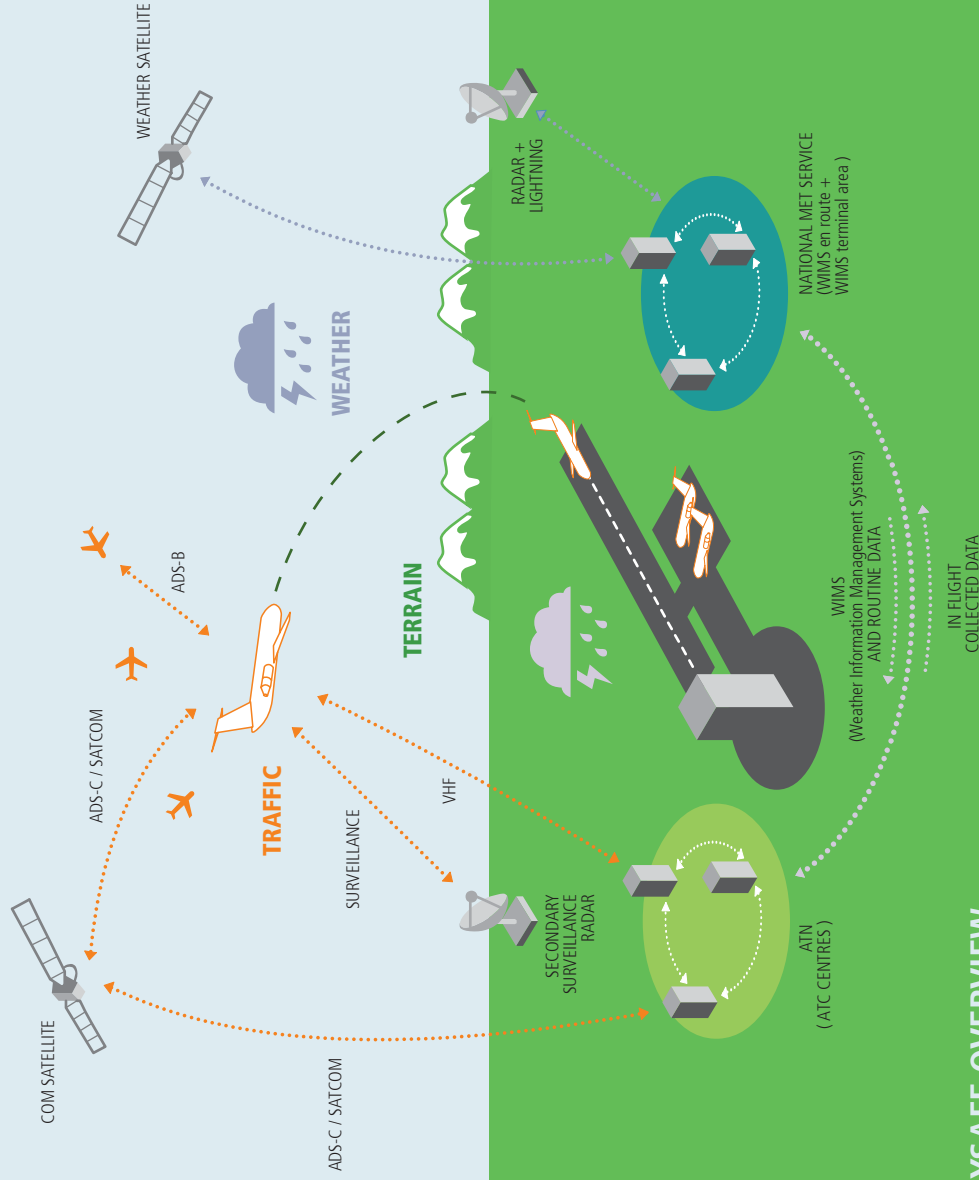 COM SATELLITE
WEATHER SATELLITE
ADS-C / SATCOM
ADS-B
ADS-C / SATCOM
TRAFFIC
WEATHER
SURVEILLANCE
VHF
TERRAIN
SECONDARY
SURVEILLANCE
RADAR
RADAR +
LIGHTNING
ATN
( ATC CENTRES )
WIMS
(Weather Information Management Systems)
AND ROUTINE DATA
IN FLIGHT
COLLECTED DATA
NATIONAL MET SERVICE
(WIMS en route +
WIMS terminal area )
OVERVIEW